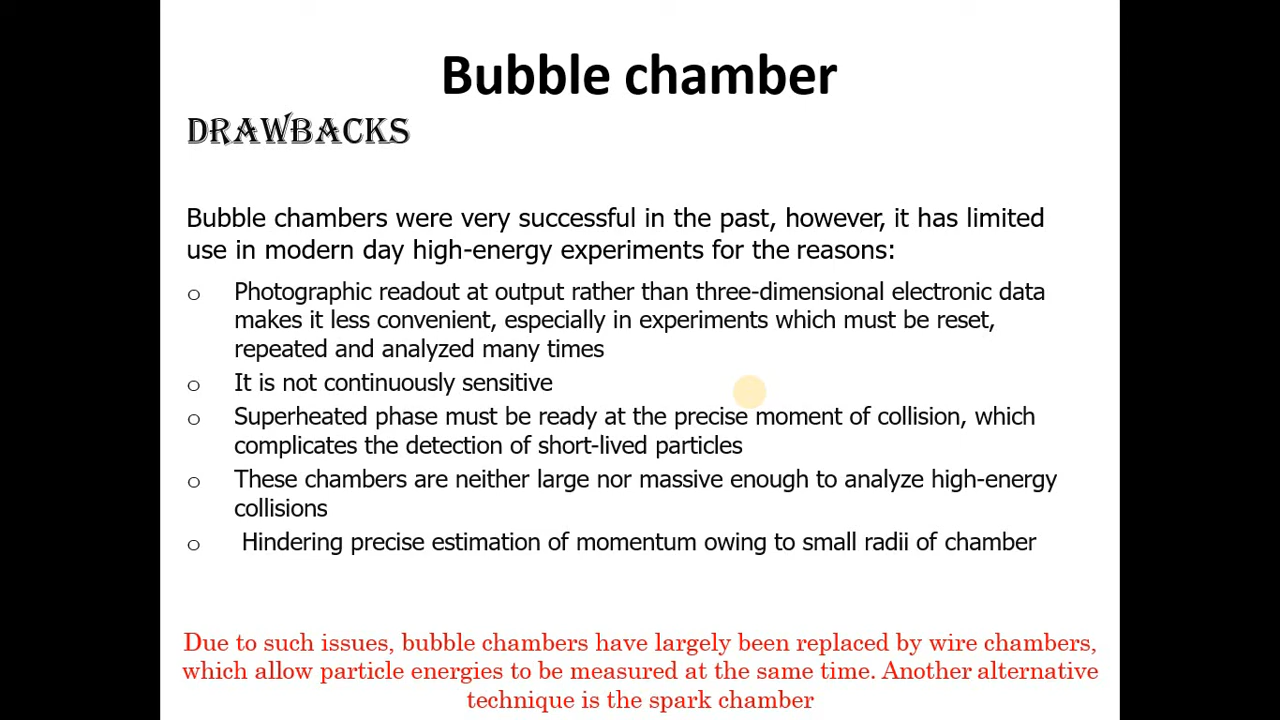 Bubble chamber
DRAWBACKS
Bubble chambers were very successful in the past, however, it has limited
use in modern day high-energy experiments for the reasons:
o Photographic readout at output rather than three-dimensional electronic data
makes it less convenient, especially in experiments which must be reset,
repeated and analyzed many times
o It is not continuously sensitive
o Superheated phase must be ready at the precise moment of collision, which
complicates the detection of short-lived particles
o These chambers are neither large nor massive enough to analyze high-energy
collisions
o Hindering precise estimation of momentum owing to small radii of chamber
Due to such issues, bubble chambers have largely been replaced by wire chambers,
which allow particle energies to be measured at the same time. Another alternative
technique is the spark chamber